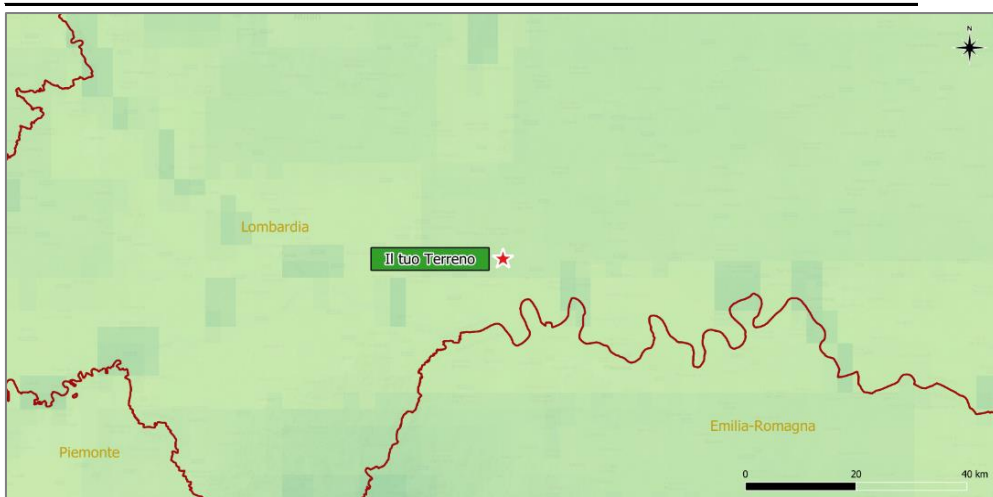 N
Lombardia
Il tuo Terreno
Emilia-Romagna
Piemonte
0 20 40 km